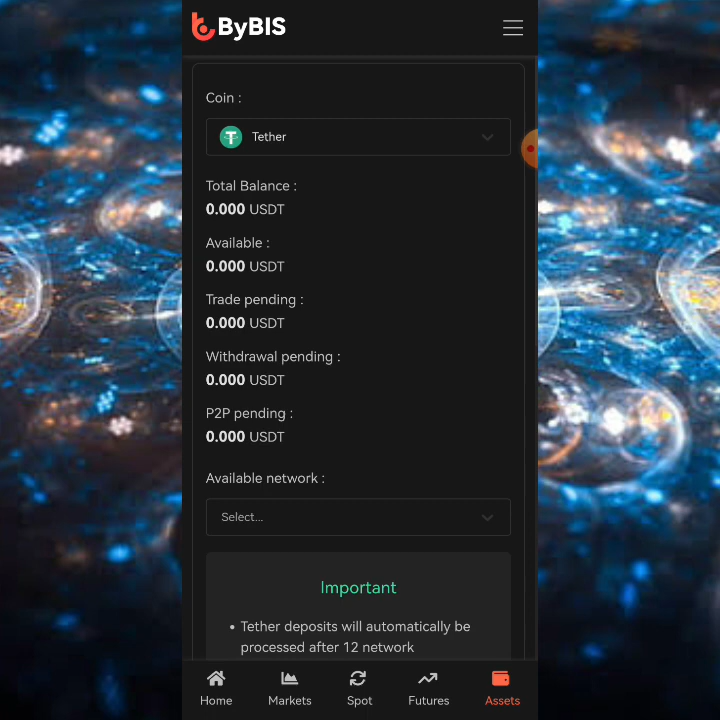 ByBIS
Coin :
Tether
Total Balance :
0.000 USDT
Available :
0.000 USDT
Trade pending :
0.000 USDT
Withdrawal pending :
0.000 USDT
P2P pending :
0.000 USDT
Available network :
Select...
Important
• Tether deposits will automatically be
processed after 12 network
Home Markets Spot Futures Assets